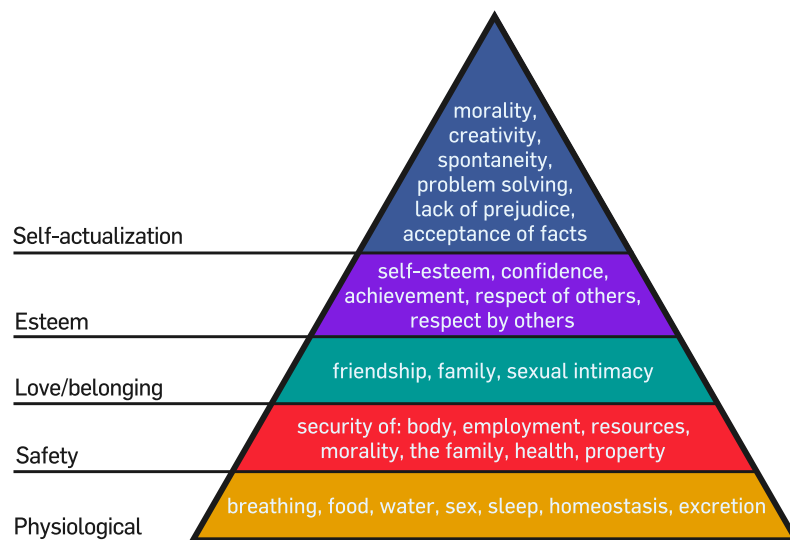 morality,
creativity,
spontaneity,
problem solving,
lack of prejudice,
acceptance of facts
Self-actualization
self-esteem, confidence,
achievement, respect of others,
respect by others
Esteem
friendship, family, sexual intimacy
Love/belonging
security of: body, employment, resources,
morality, the family, health, property
Safety
breathing, food, water, sex, sleep, homeostasis, excretion
Physiological